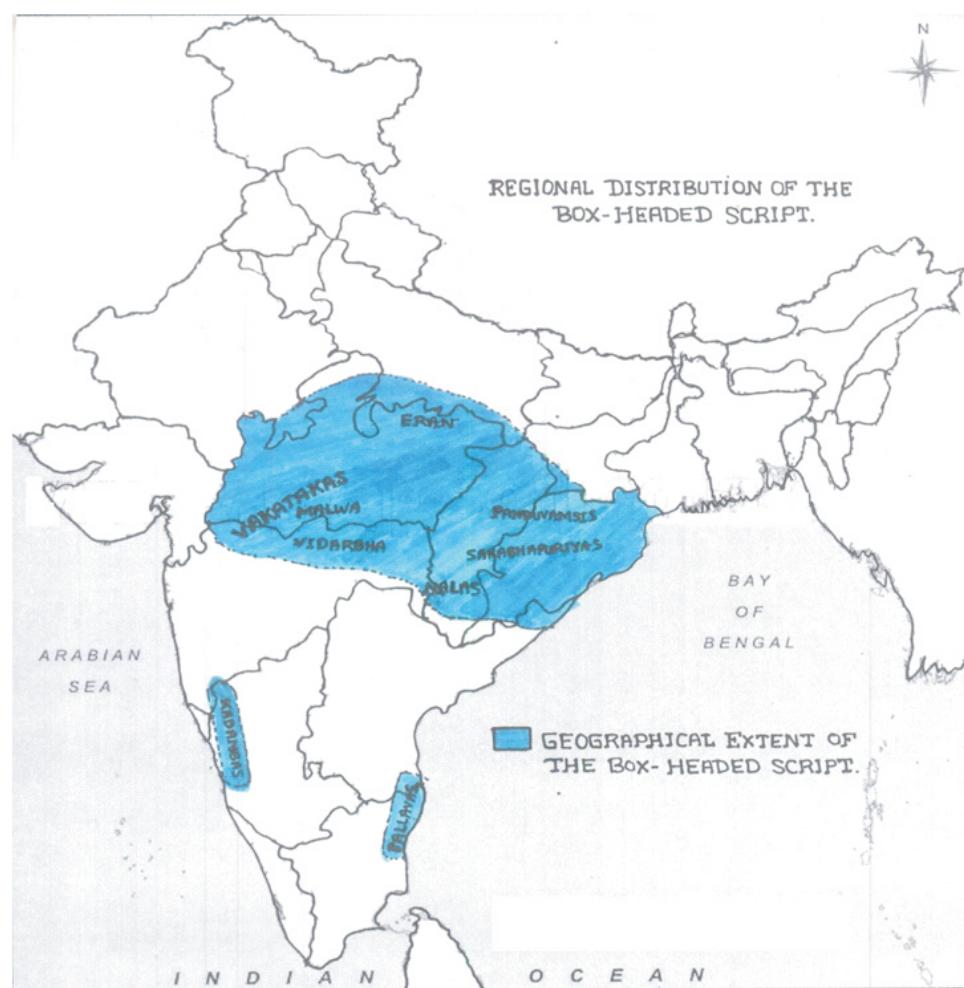 N
REGIONAL DISTRIBUTION OF THE
BOX-HEADED SCRIPT.
ERAN
VAKATAKAS
MALWA
VIDARBHA
PANDUVAMSIS
SARABHAPURIYAS
NALAS
BAY
OF
BENGAL
ARABIAN
SEA
KADAMBAS
GEOGRAPHICAL EXTENT OF
THE BOX-HEADED SCRIPT.
PALLAVAS
INDIAN OCEAN